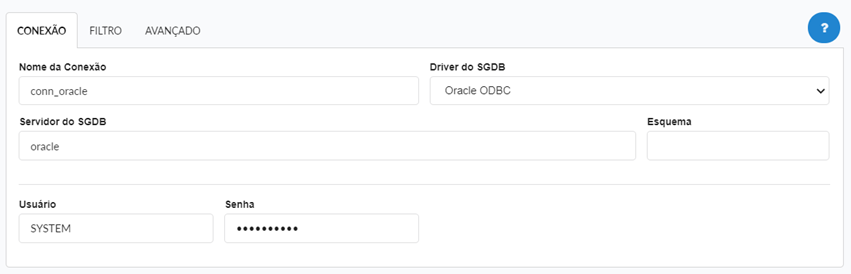 CONEXÃO FILTRO AVANÇADO ?
Nome da Conexão Driver do SGDB
conn_oracle Oracle ODBC
Servidor do SGDB Esquema
oracle
Usuário Senha
SYSTEM ••••••••••